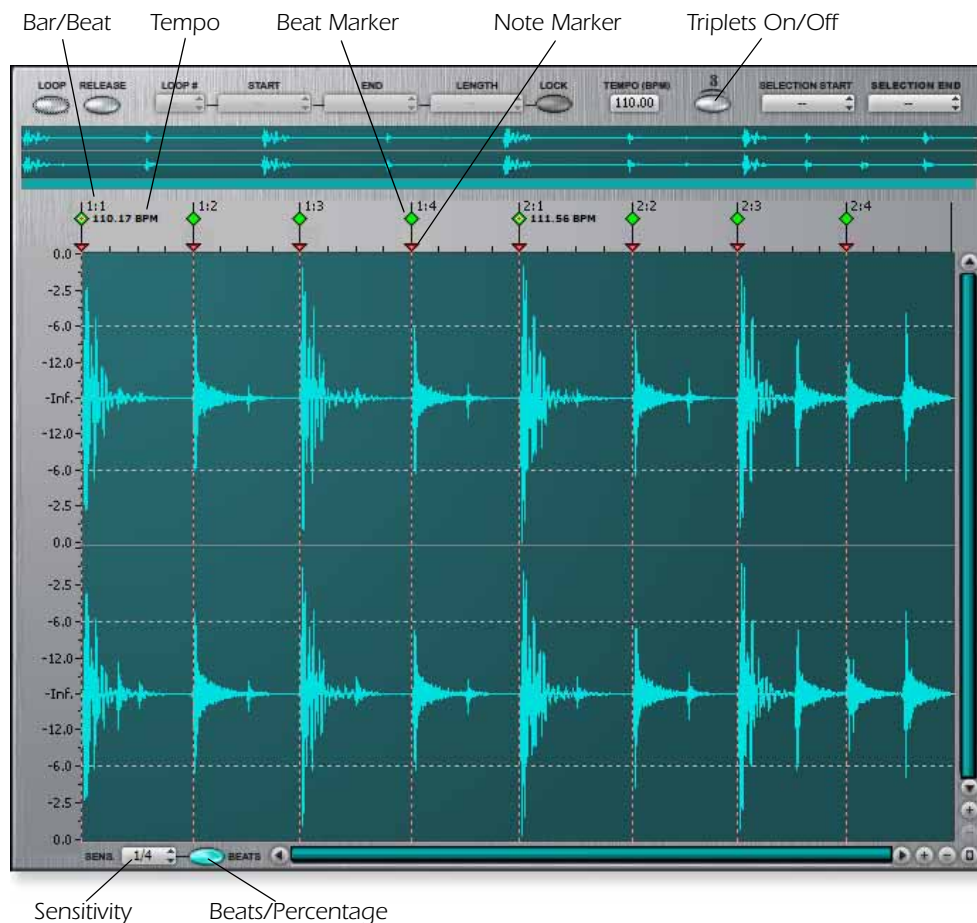 Bar/Beat Tempo Beat Marker Note Marker Triplets On/Off
LOOP RELEASE LOOP # START END LENGTH LOCK TEMPO (BPM) 3 SELECTION START SELECTION END
-- -- -- -- 110.00 -- --
1:1 1:2 1:3 1:4 2:1 2:2 2:3 2:4
110.17 BPM 111.56 BPM
0.0
-2.5
-6.0
-12.0
-Inf.
-12.0
-6.0
-2.5
0.0
-2.5
-6.0
-12.0
-Inf.
-12.0
-6.0
-2.5
0.0
SENS. 1/4 BEATS
Sensitivity Beats/Percentage